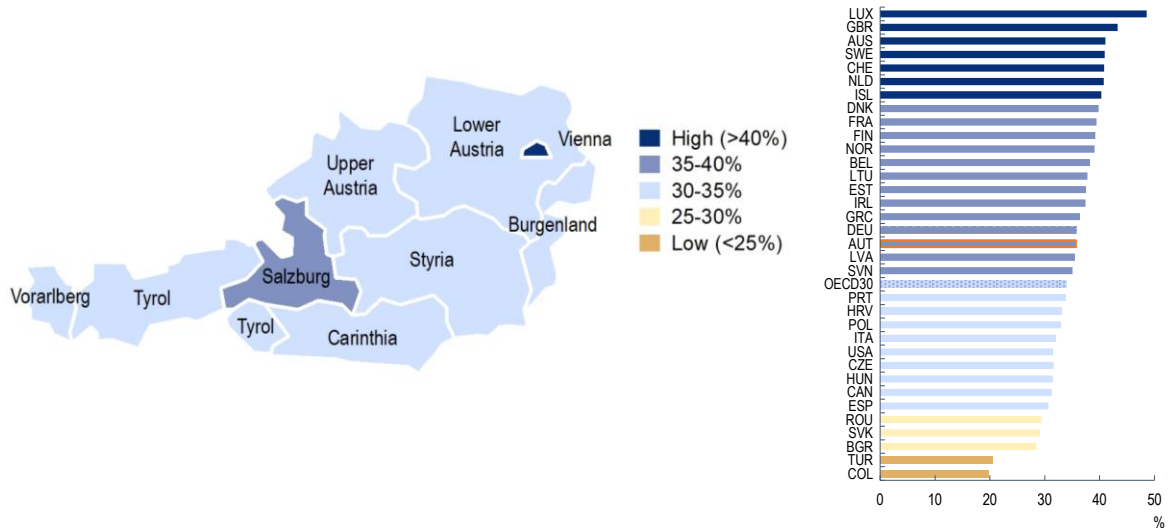 Lower
Austria
Vienna
Upper
Austria
Burgenland
Styria
Salzburg
Vorarlberg
Tyrol
Tyrol
Carinthia
High (>40%)
35-40%
30-35%
25-30%
Low (<25%)
LUX
GBR
AUS
SWE
CHE
NLD
ISL
DNK
FRA
FIN
NOR
BEL
LTU
EST
IRL
GRC
DEU
AUT
LVA
SVN
OECD30
PRT
HRV
POL
ITA
USA
CZE
HUN
CAN
ESP
ROU
SVK
BGR
TUR
COL
0 10 20 30 40 50
%